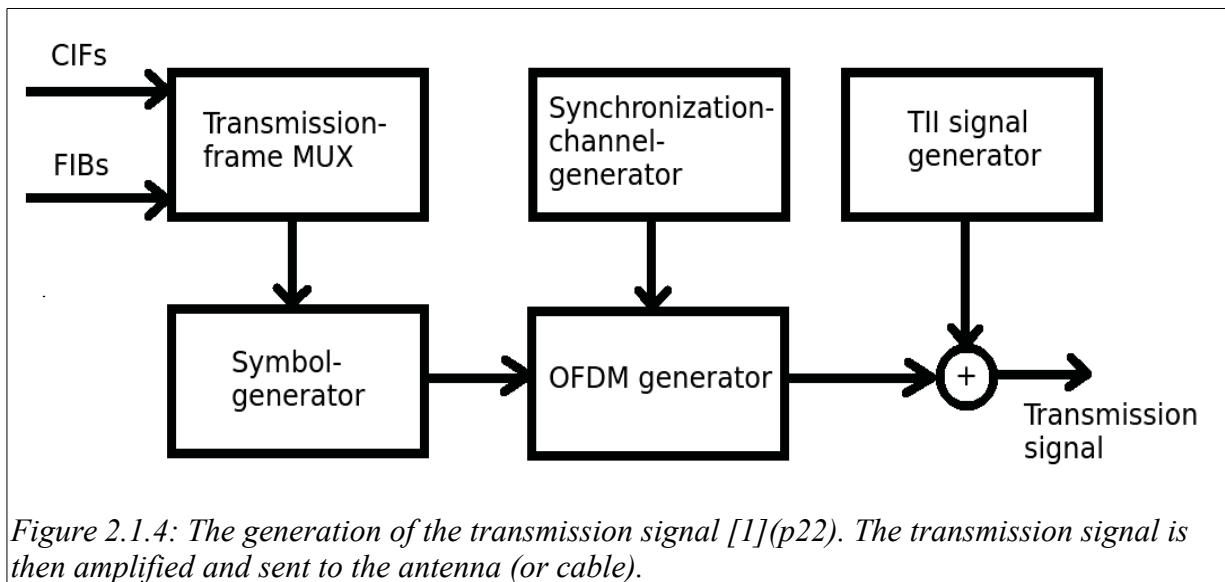 CIFs
FIBs
Transmission-
frame MUX
Synchronization-
channel-
generator
TII signal
generator
Symbol-
generator
OFDM generator
+
Transmission
signal
Figure 2.1.4: The generation of the transmission signal [1](p22). The transmission signal is
then amplified and sent to the antenna (or cable).